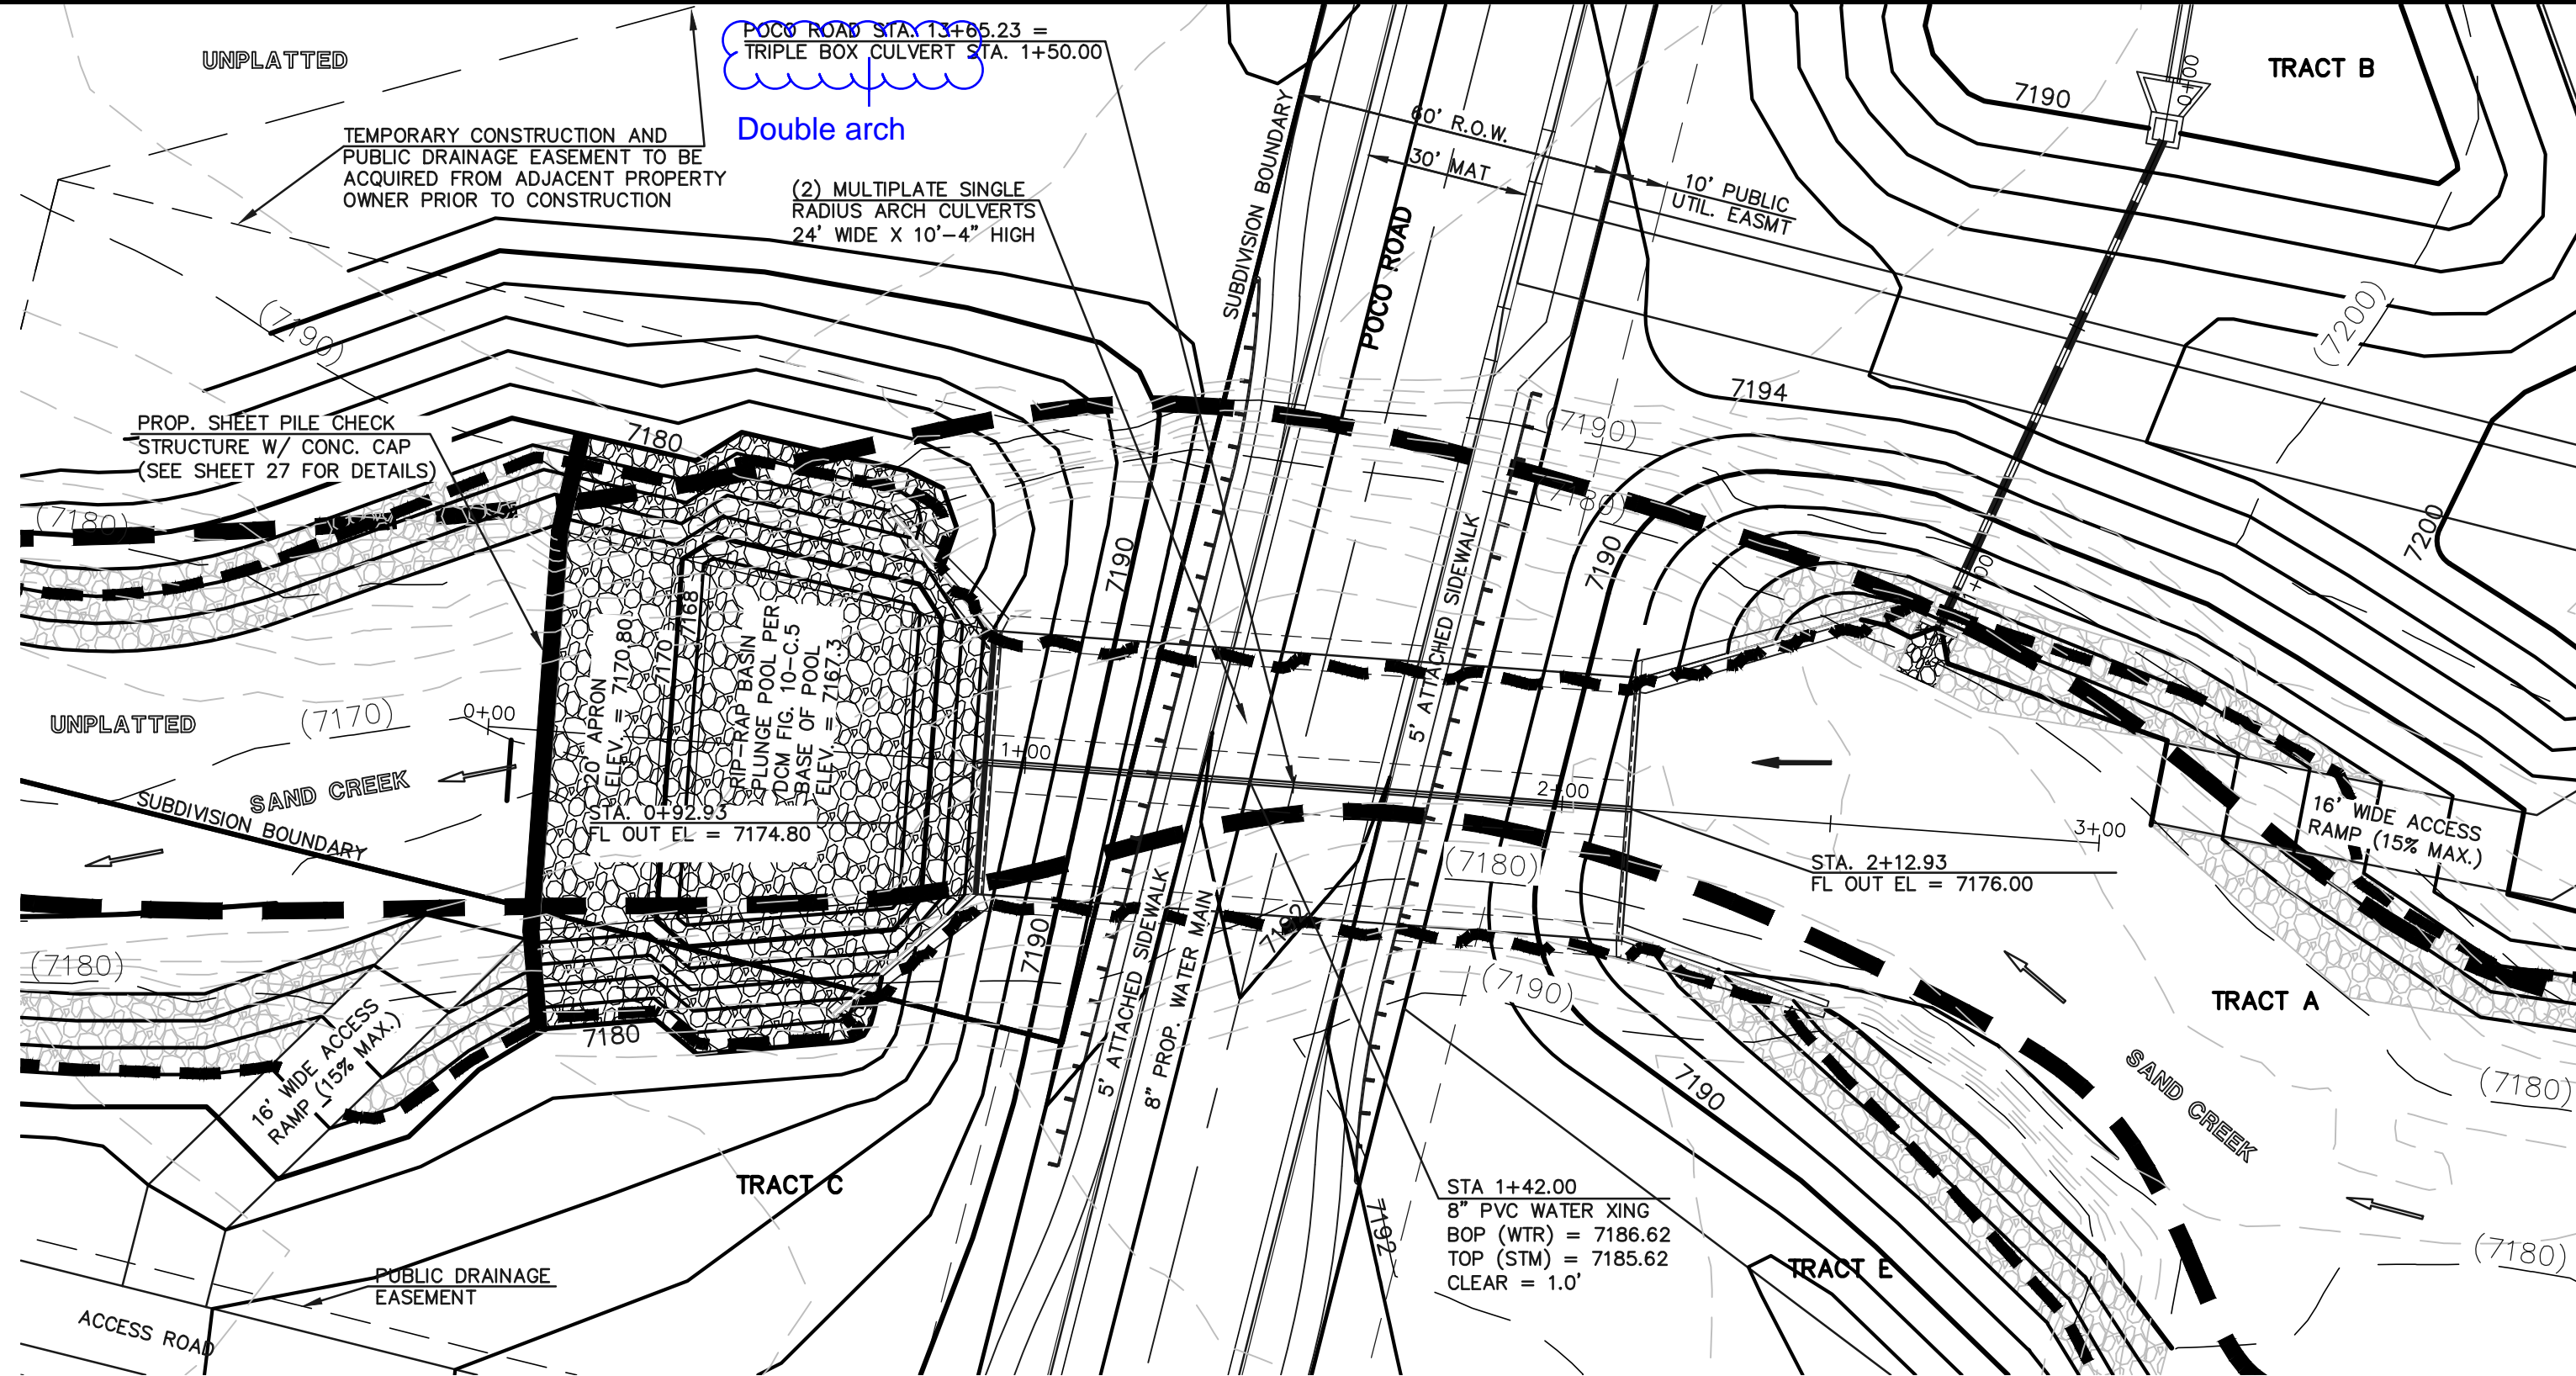 UNPLATTED
POCO ROAD STA. 13+65.23 =
TRIPLE BOX CULVERT STA. 1+50.00
Double arch
TEMPORARY CONSTRUCTION AND
PUBLIC DRAINAGE EASEMENT TO BE
ACQUIRED FROM ADJACENT PROPERTY
OWNER PRIOR TO CONSTRUCTION
(2) MULTIPLATE SINGLE
RADIUS ARCH CULVERTS
24' WIDE X 10'-4" HIGH
SUBDIVISION BOUNDARY
60' R.O.W.
30' MAT
10' PUBLIC
UTIL. EASMT
POCO ROAD
7190
0+00
TRACT B
(7200)
(7190)
7194
(7190)
(7180)
7200
PROP. SHEET PILE CHECK
STRUCTURE W/ CONC. CAP
(SEE SHEET 27 FOR DETAILS)
7180
(7180)
7190
7190
1+00
5' ATTACHED SIDEWALK
20' APRON
ELEV. = 7170.80
7170
7168
RIP-RAP BASIN
PLUNGE POOL PER
DCM FIG. 10-C.5
BASE OF POOL
ELEV. = 7167.3
UNPLATTED
(7170)
0+00
1+00
2+00
3+00
SAND CREEK
SUBDIVISION BOUNDARY
STA. 0+92.93
FL OUT EL = 7174.80
16' WIDE ACCESS
RAMP (15% MAX.)
STA. 2+12.93
FL OUT EL = 7176.00
(7180)
(7180)
7190
7192
(7190)
5' ATTACHED SIDEWALK
8" PROP. WATER MAIN
TRACT A
SAND CREEK
(7180)
7180
16' WIDE ACCESS
RAMP (15% MAX.)
7190
TRACT C
STA 1+42.00
8" PVC WATER XING
BOP (WTR) = 7186.62
TOP (STM) = 7185.62
CLEAR = 1.0'
7192
TRACT E
(7180)
PUBLIC DRAINAGE
EASEMENT
ACCESS ROAD